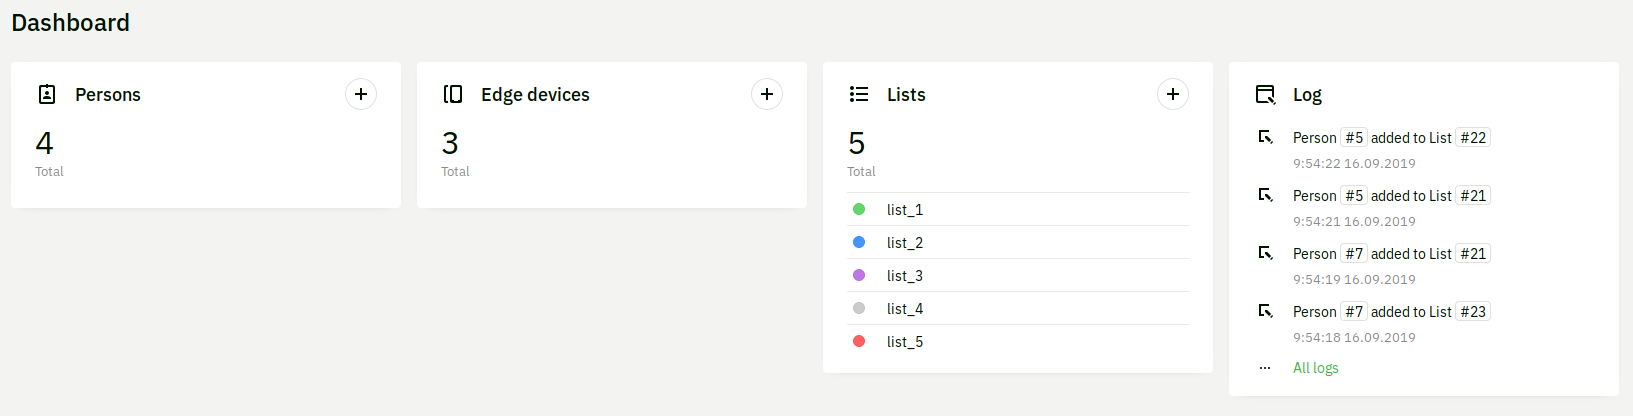 Dashboard
Persons
4
Total
Edge devices
3
Total
Lists
5
Total
list_1
list_2
list_3
list_4
list_5
Log
Person #5 added to List #22
9:54:22 16.09.2019
Person #5 added to List #21
9:54:21 16.09.2019
Person #7 added to List #21
9:54:19 16.09.2019
Person #7 added to List #23
9:54:18 16.09.2019
All logs